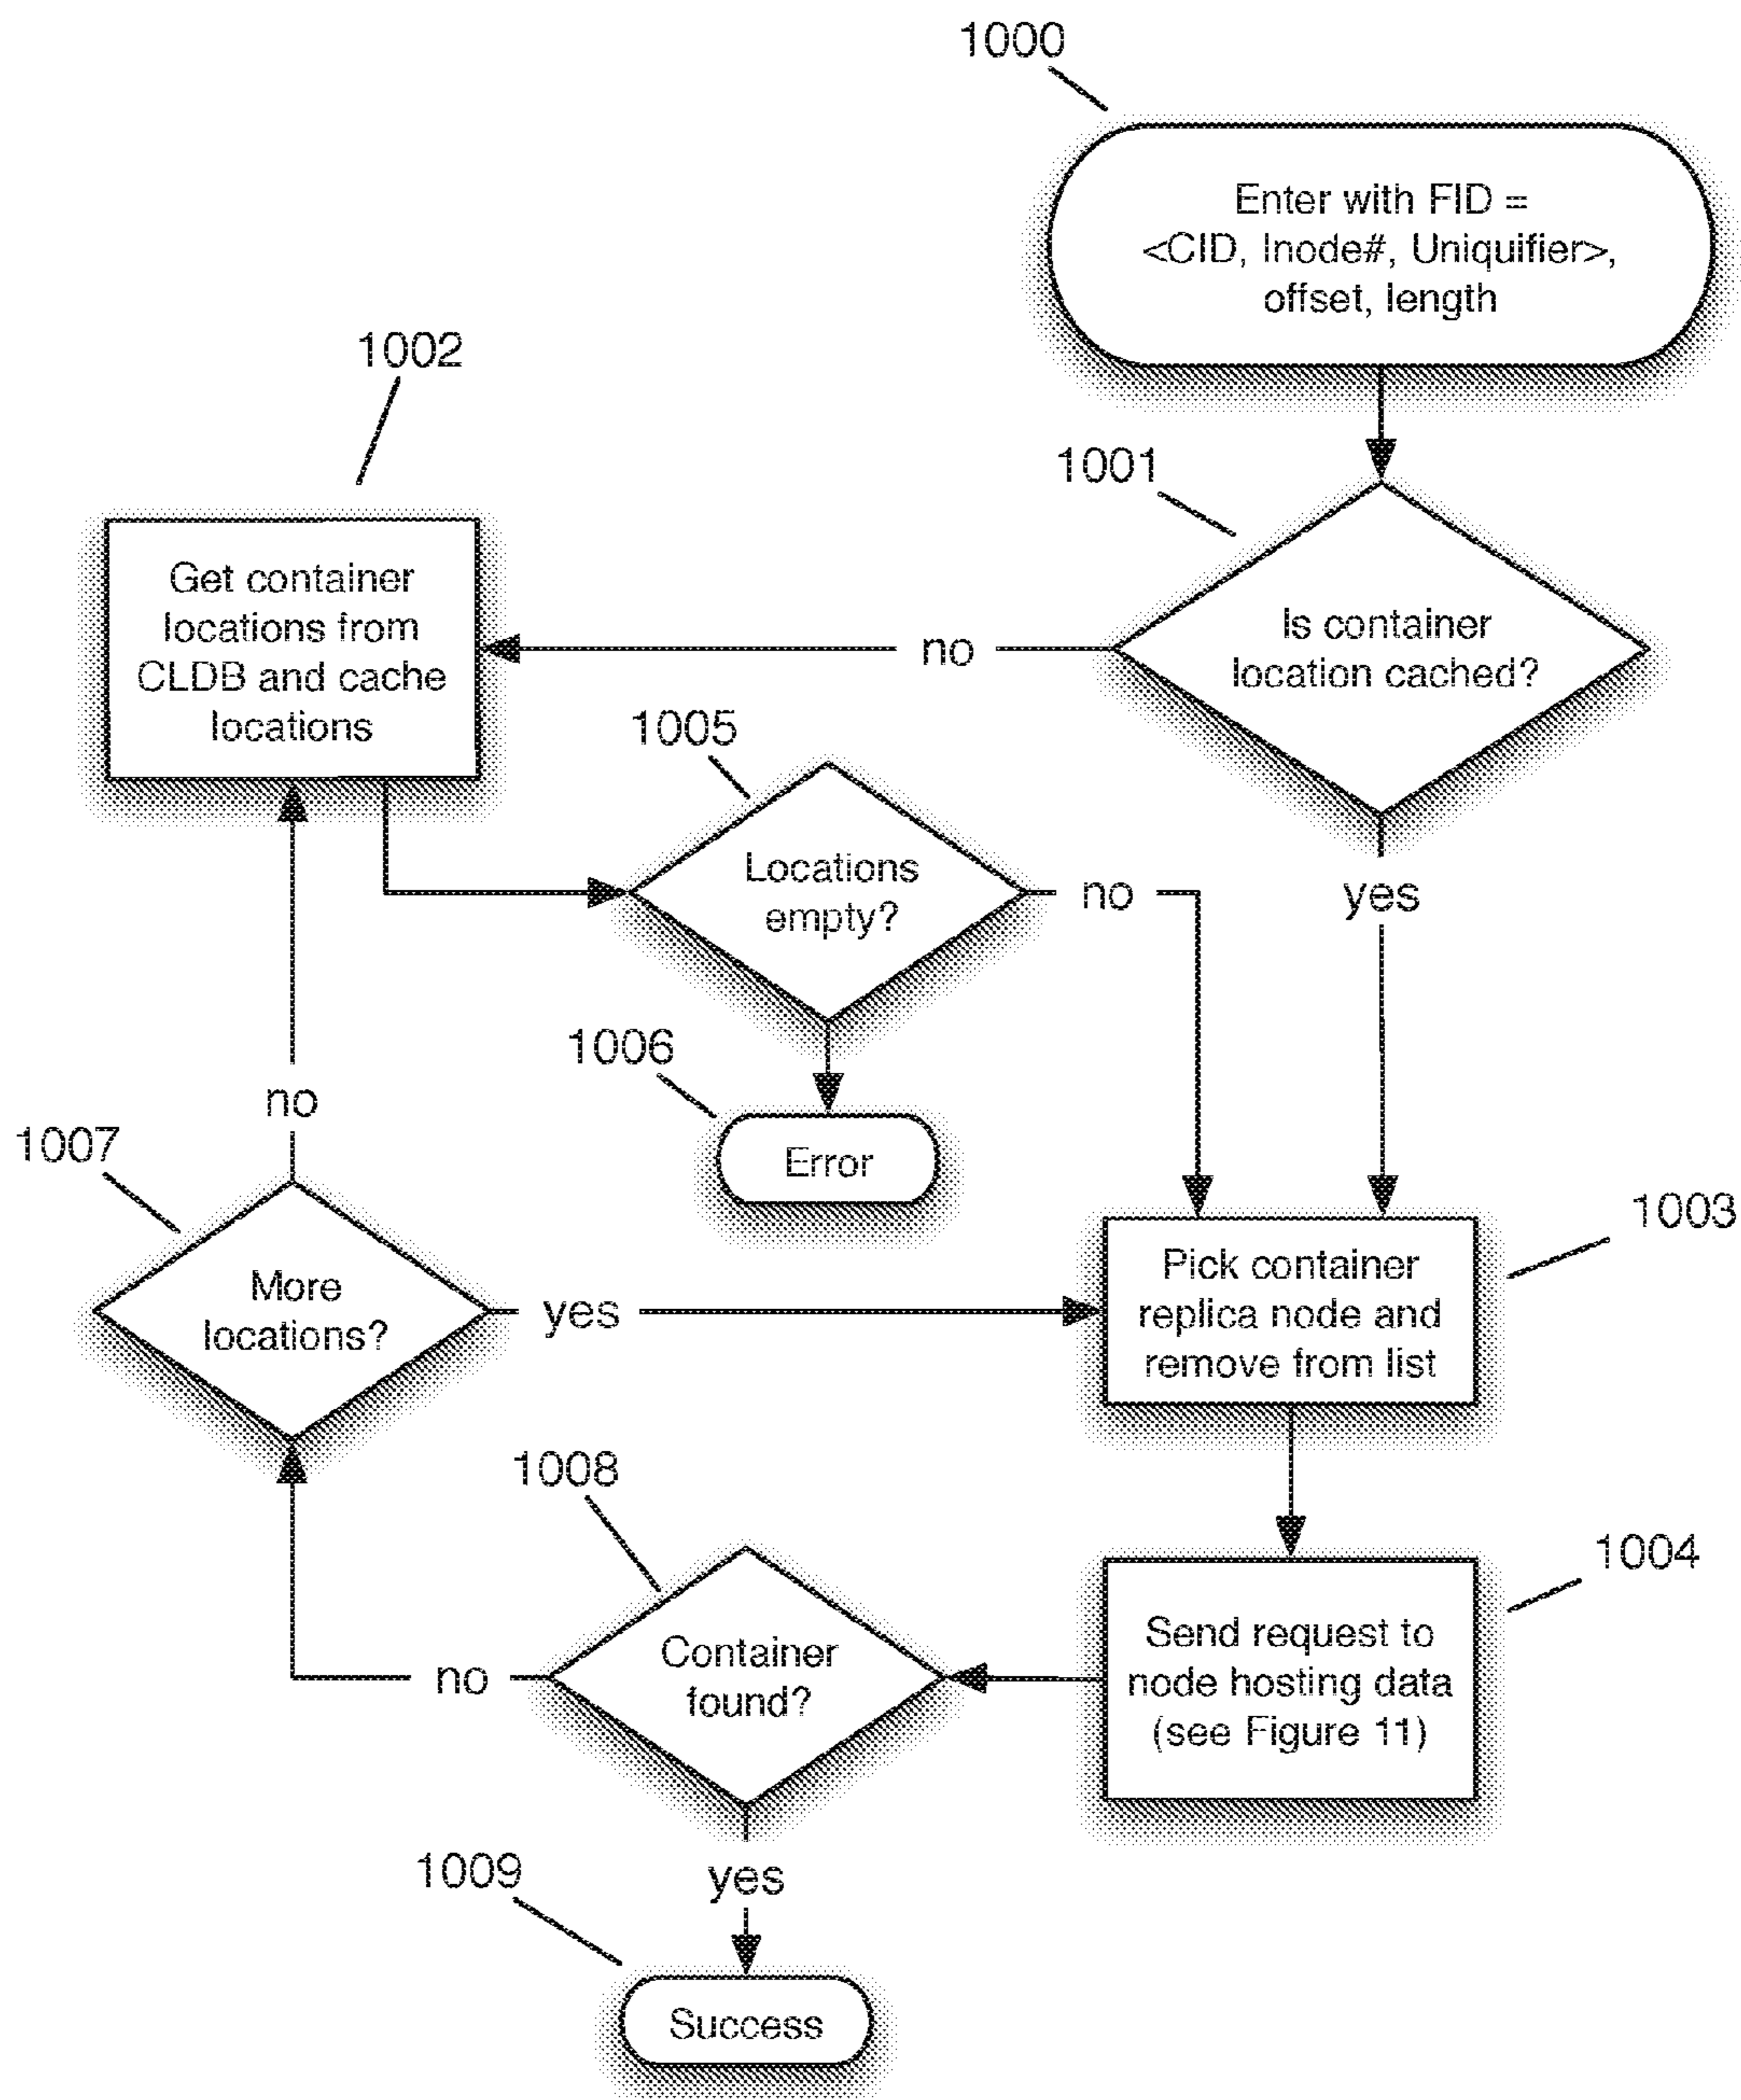 1000
Enter with FID =
<CID, Inode#, Uniquifier>,
offset, length
1002
1001
Get container
locations from
CLDB and cache
locations
no
Is container
location cached?
1005
Locations
empty?
no
yes
1006
Error
no
1007
More
locations?
yes
1003
Pick container
replica node and
remove from list
1008
Container
found?
no
1004
Send request to
node hosting data
(see Figure 11)
1009
yes
Success